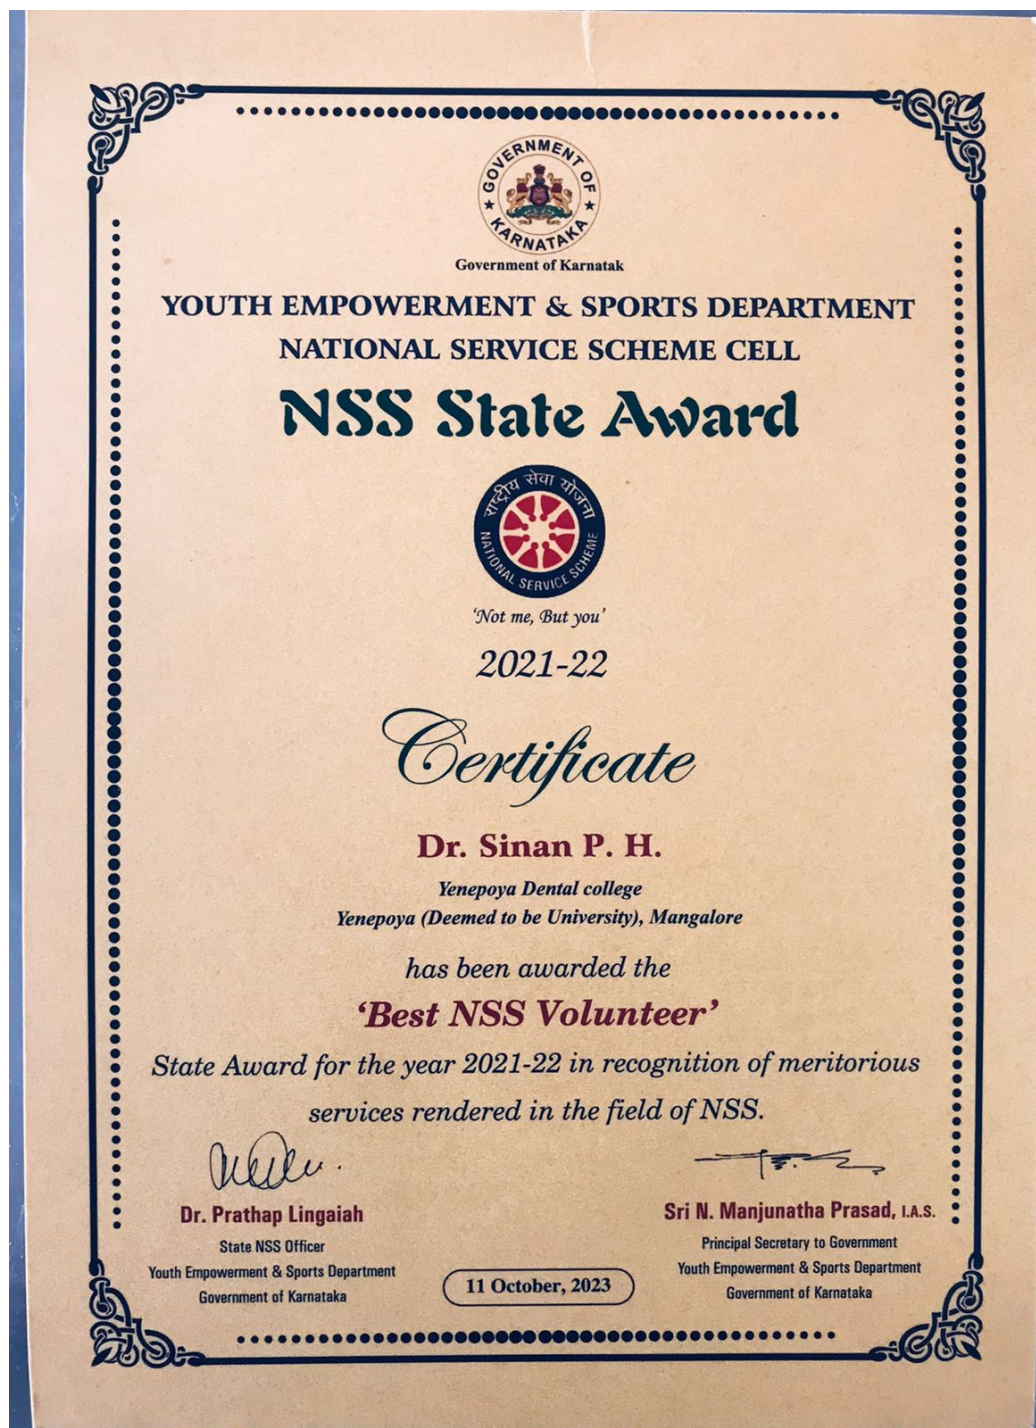 GOVERNMENT OF KARNATAKA
Government of Karnatak
YOUTH EMPOWERMENT & SPORTS DEPARTMENT
NATIONAL SERVICE SCHEME CELL
NSS State Award
राष्ट्रीय सेवा योजना
NATIONAL SERVICE SCHEME
‘Not me, But you’
2021-22
Certificate
Dr. Sinan P. H.
Yenepoya Dental college
Yenepoya (Deemed to be University), Mangalore
has been awarded the
‘Best NSS Volunteer’
State Award for the year 2021-22 in recognition of meritorious
services rendered in the field of NSS.
Dr. Prathap Lingaiah
State NSS Officer
Youth Empowerment & Sports Department
Government of Karnataka
11 October, 2023
Sri N. Manjunatha Prasad, I.A.S.
Principal Secretary to Government
Youth Empowerment & Sports Department
Government of Karnataka